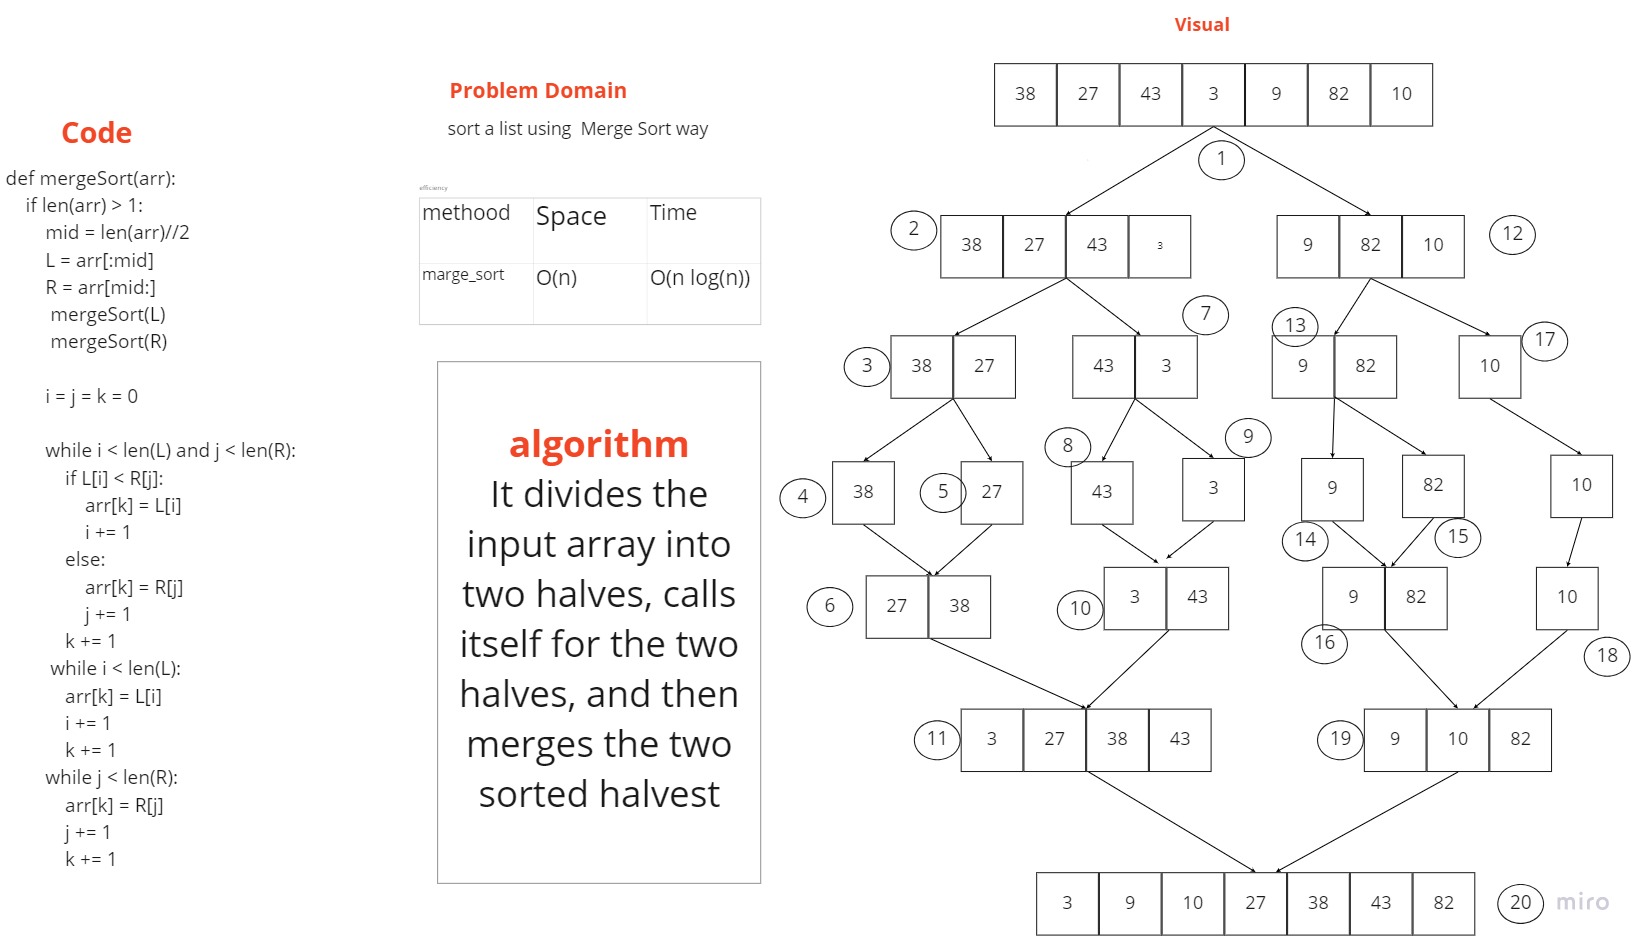 Code
def mergeSort(arr):
if len(arr) > 1:
mid = len(arr)//2
L = arr[:mid]
R = arr[mid:]
mergeSort(L)
mergeSort(R)
i = j = k = 0
while i < len(L) and j < len(R):
if L[i] < R[j]:
arr[k] = L[i]
i += 1
else:
arr[k] = R[j]
j += 1
k += 1
while i < len(L):
arr[k] = L[i]
i += 1
k += 1
while j < len(R):
arr[k] = R[j]
j += 1
k += 1
Problem Domain
sort a list using  Merge Sort way
efficiency
methood Space Time
marge_sort O(n) O(n log(n))
algorithm
It divides the
input array into
two halves, calls
itself for the two
halves, and then
merges the two
sorted halvest
Visual
38 27 43 3 9 82 10
1
2 38 27 43 3 9 82 10 12
7 13 17
3 38 27 43 3 9 82 10
8 9
4 38 5 27 43 3 9 82 10
14 15
6 27 38 10 3 43 9 82 10
16 18
11 3 27 38 43 19 9 10 82
3 9 10 27 38 43 82 20 miro